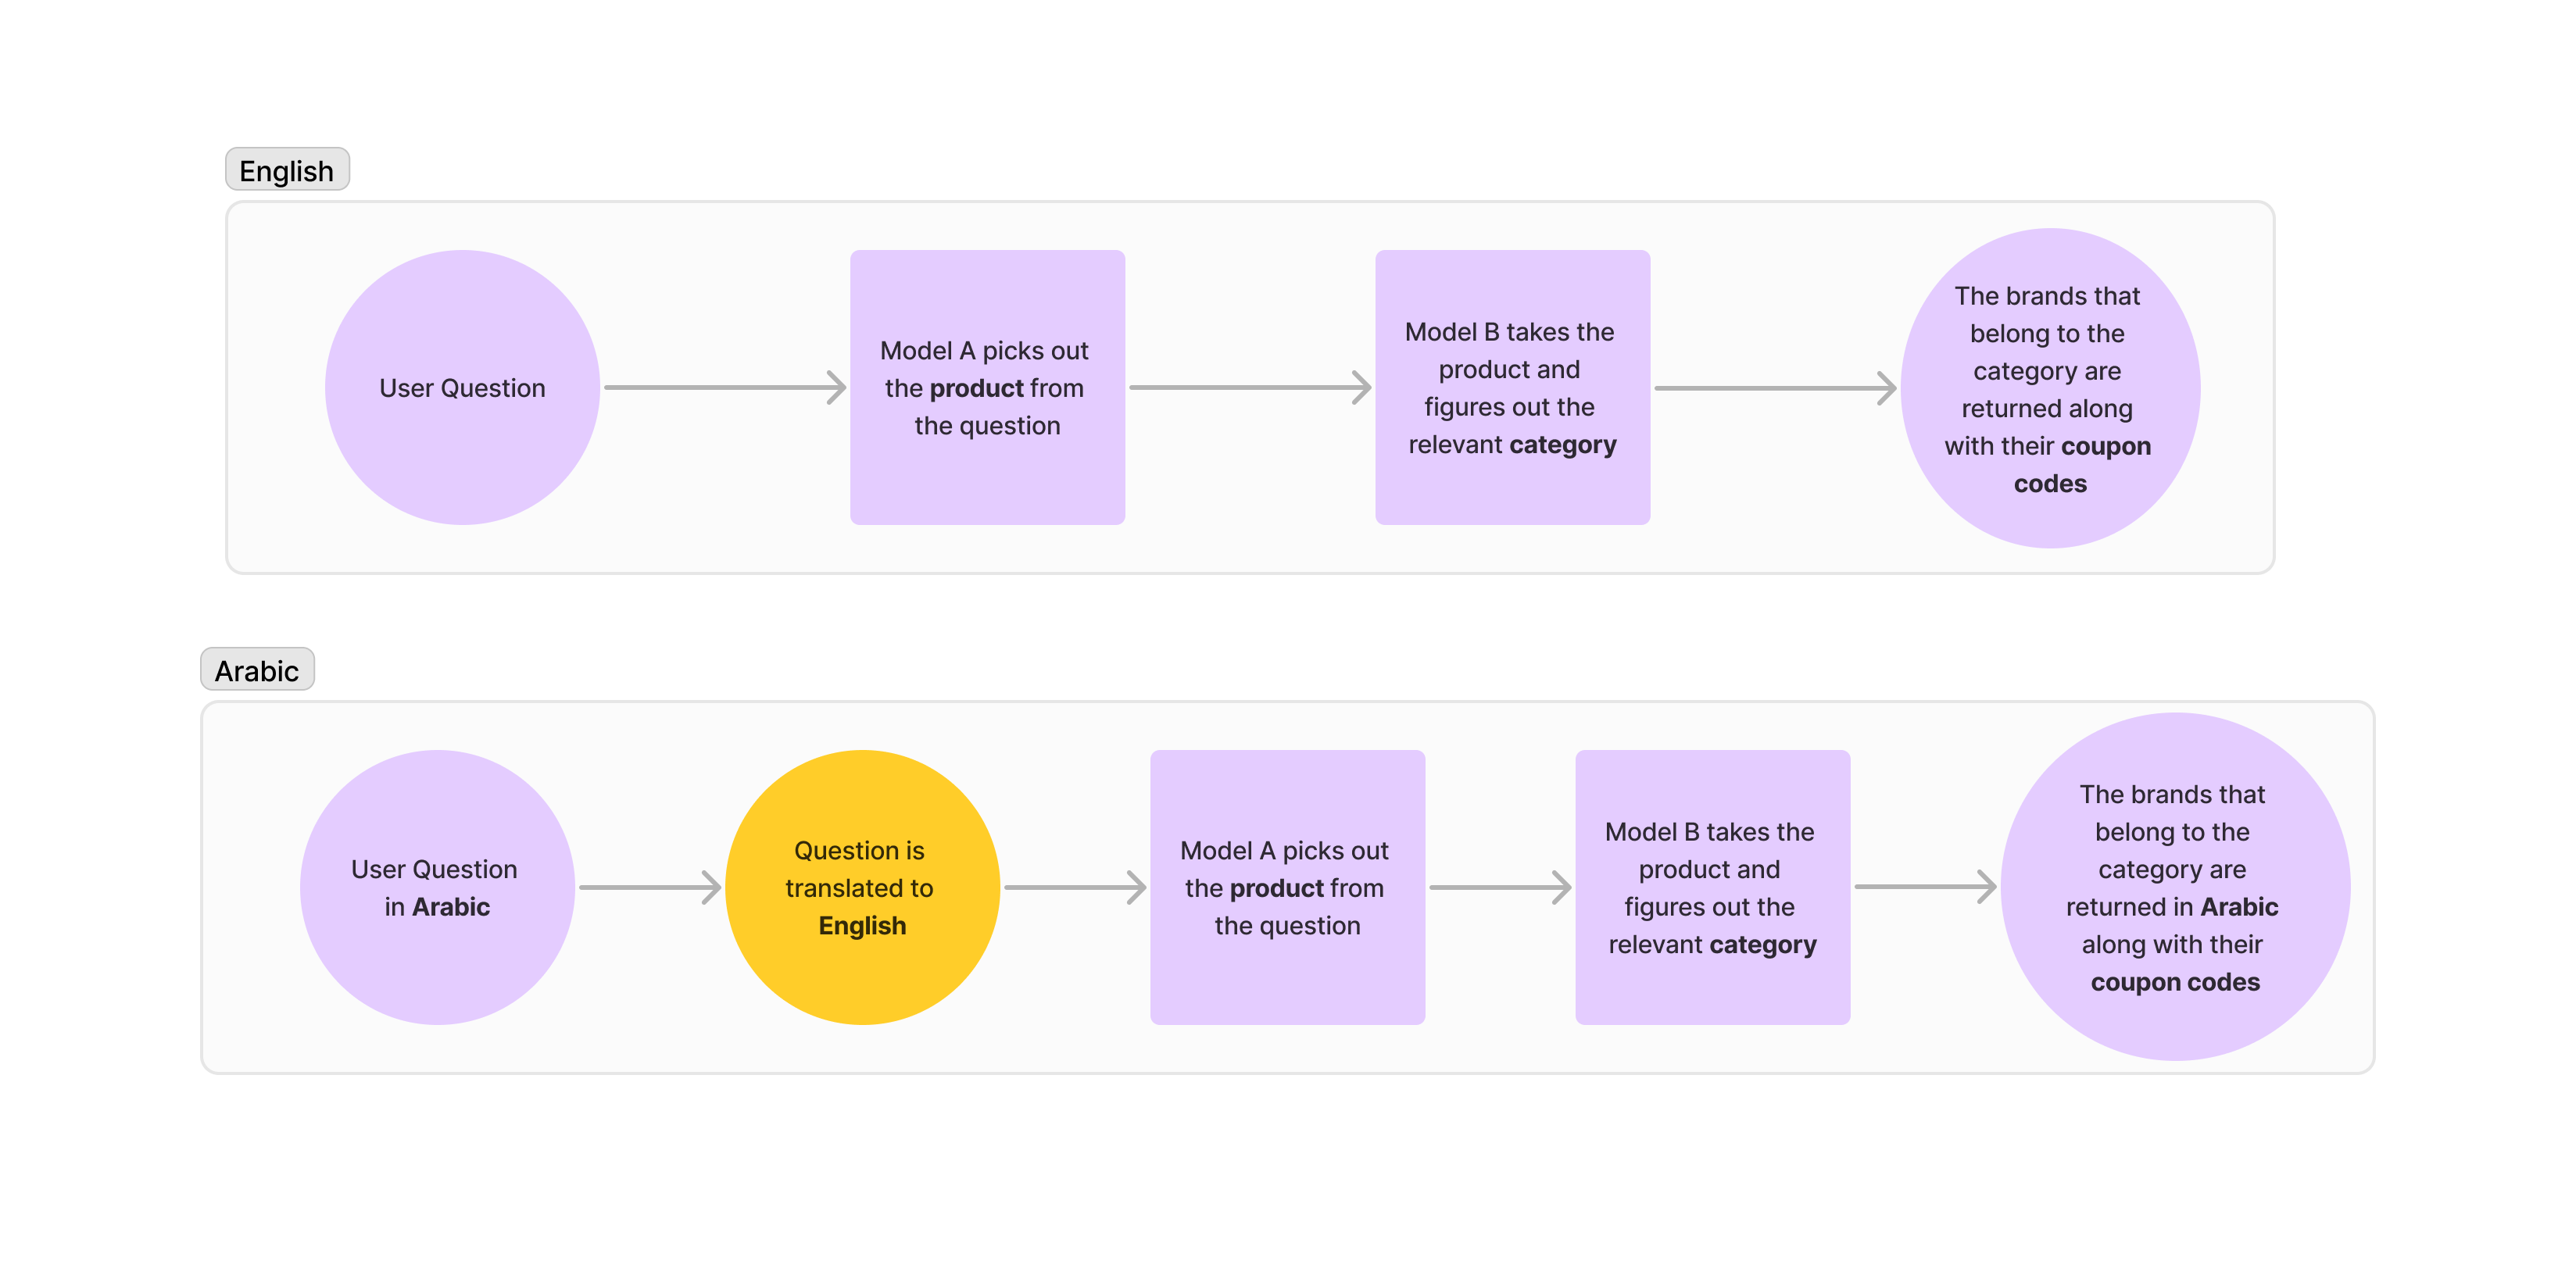 English
User Question
Model A picks out
the product from
the question
Model B takes the
product and
figures out the
relevant category
The brands that
belong to the
category are
returned along
with their coupon
codes
Arabic
User Question
in Arabic
Question is
translated to
English
Model A picks out
the product from
the question
Model B takes the
product and
figures out the
relevant category
The brands that
belong to the
category are
returned in Arabic
along with their
coupon codes